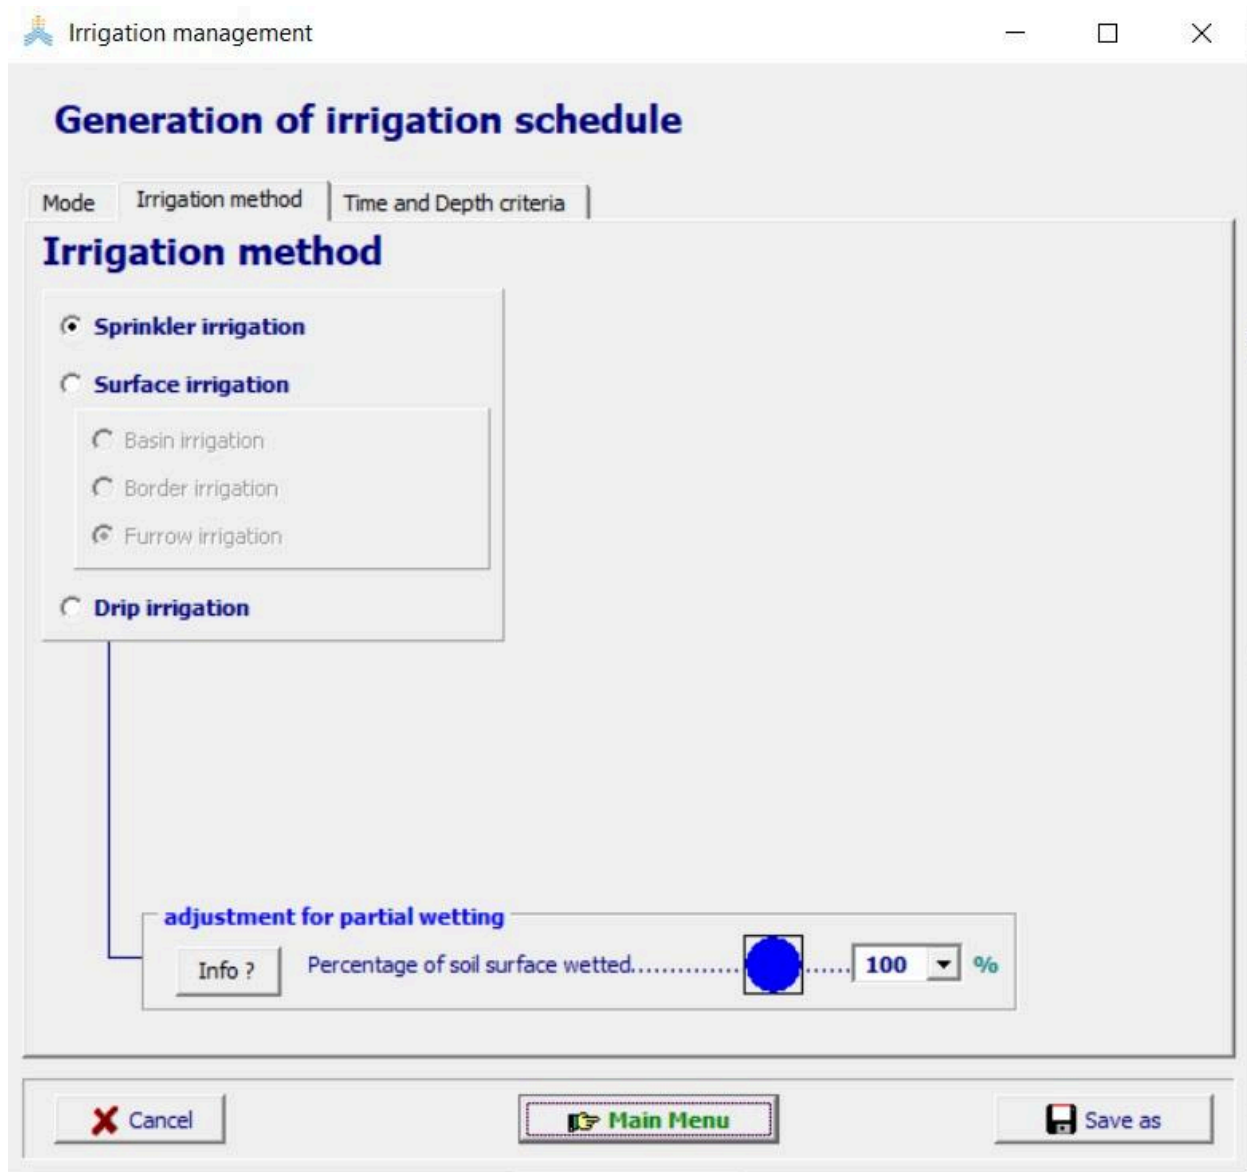 Irrigation management
Generation of irrigation schedule
Mode Irrigation method Time and Depth criteria
Irrigation method
Sprinkler irrigation
Surface irrigation
Basin irrigation
Border irrigation
Furrow irrigation
Drip irrigation
adjustment for partial wetting
Info ? Percentage of soil surface wetted.................... 100 %
Cancel Main Menu Save as